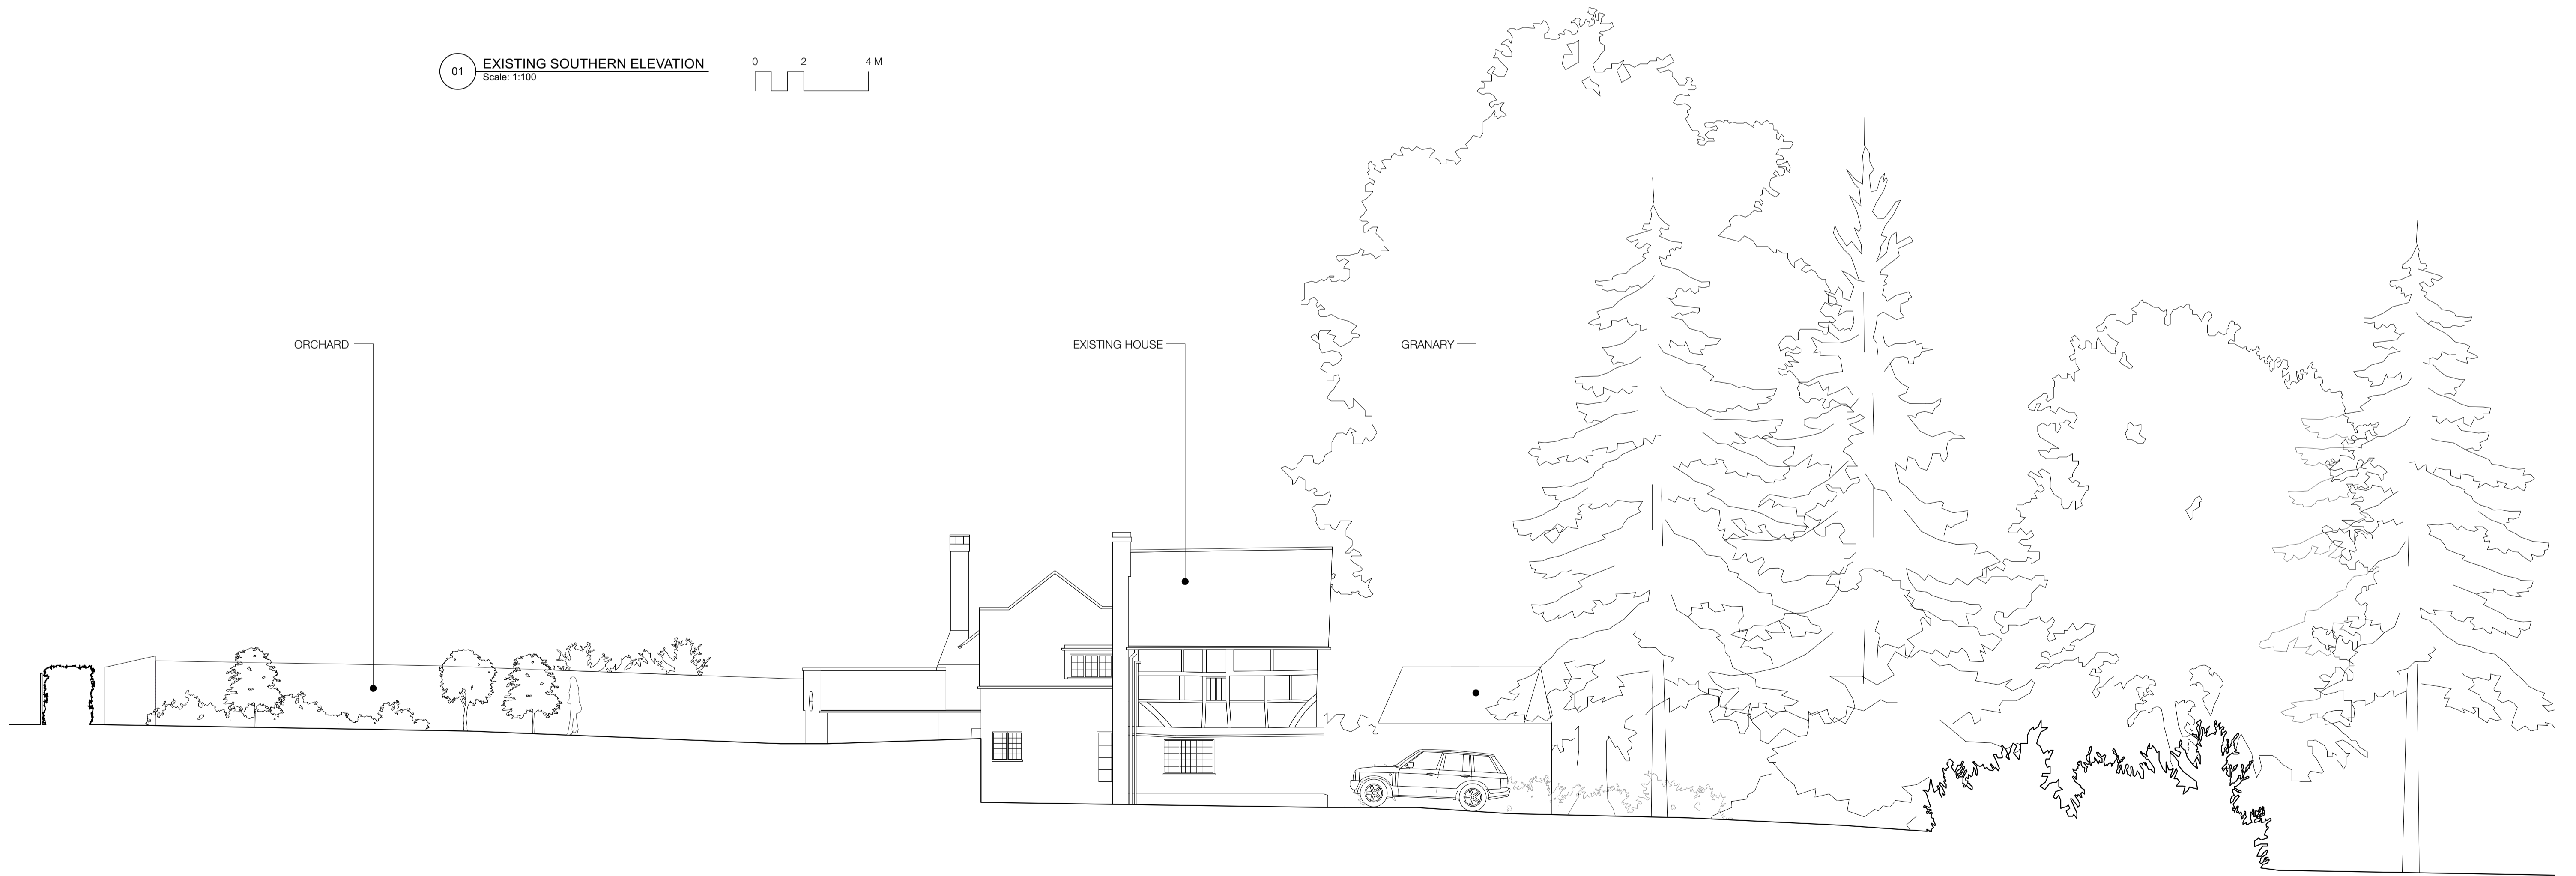 01
EXISTING SOUTHERN ELEVATION
Scale: 1:100
0 2 4 M
ORCHARD
EXISTING HOUSE
GRANARY